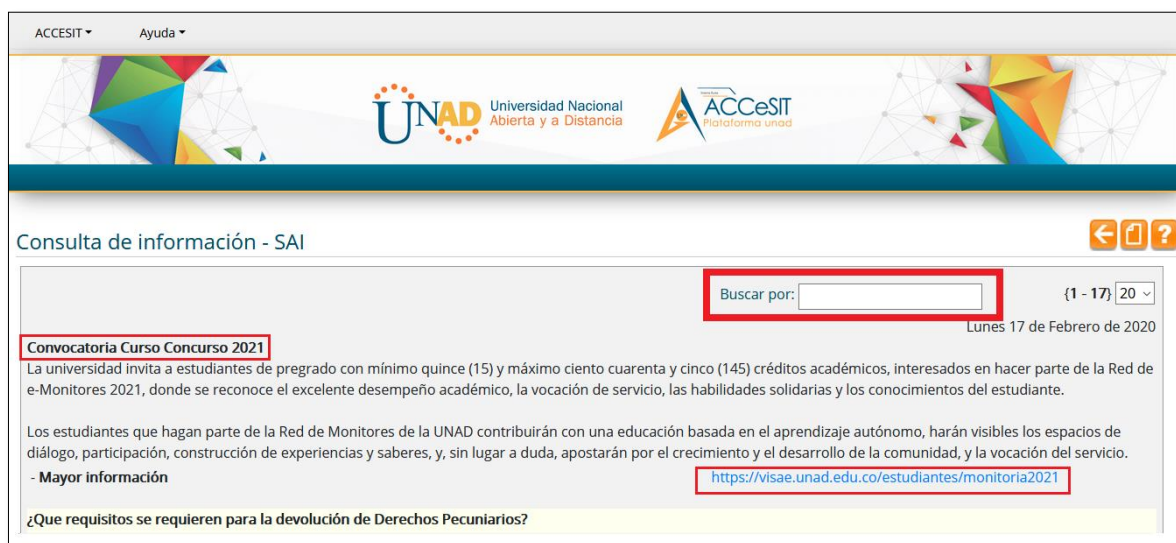 ACCESIT Ayuda
UNAD Universidad Nacional
Abierta y a Distancia
ACCeSIT
Plataforma unad
Consulta de información - SAI
Buscar por: {1 - 17} 20
Lunes 17 de Febrero de 2020
Convocatoria Curso Concurso 2021
La universidad invita a estudiantes de pregrado con mínimo quince (15) y máximo ciento cuarenta y cinco (145) créditos académicos, interesados en hacer parte de la Red de
e-Monitores 2021, donde se reconoce el excelente desempeño académico, la vocación de servicio, las habilidades solidarias y los conocimientos del estudiante.
Los estudiantes que hagan parte de la Red de Monitores de la UNAD contribuirán con una educación basada en el aprendizaje autónomo, harán visibles los espacios de
diálogo, participación, construcción de experiencias y saberes, y, sin lugar a duda, apostarán por el crecimiento y el desarrollo de la comunidad, y la vocación del servicio.
- Mayor información https://visae.unad.edu.co/estudiantes/monitoria2021
¿Que requisitos se requieren para la devolución de Derechos Pecuniarios?